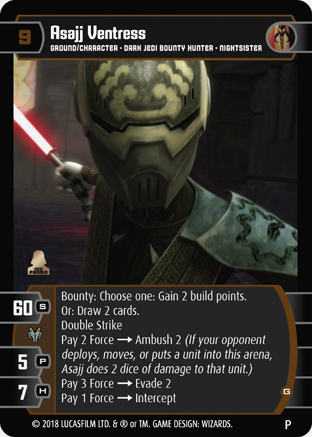 9
Asajj Ventress
GROUND/CHARACTER • DARK JEDI BOUNTY HUNTER • NIGHTSISTER
60 S
5 P
7 H
Bounty: Choose one: Gain 2 build points.
Or: Draw 2 cards.
Double Strike
Pay 2 Force → Ambush 2 (If your opponent
deploys, moves, or puts a unit into this arena,
Asajj does 2 dice of damage to that unit.)
Pay 3 Force → Evade 2
Pay 1 Force → Intercept
G
© 2018 LUCASFILM LTD. & ® or TM. GAME DESIGN: WIZARDS.
P